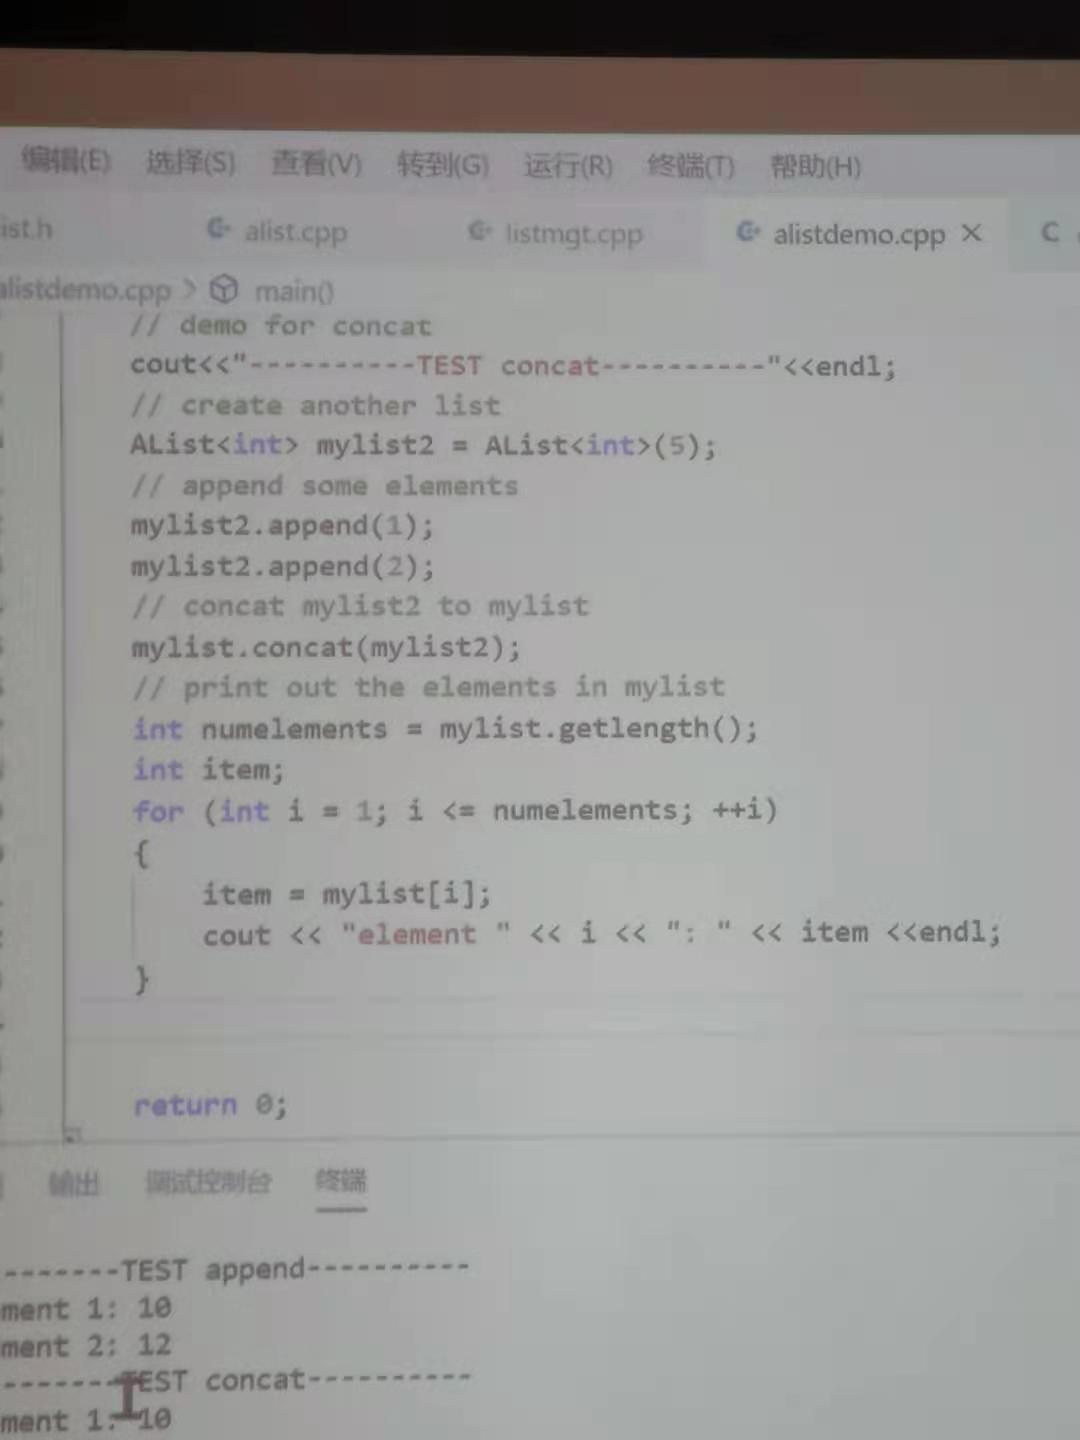 编辑(E) 选择(S) 查看(V) 转到(G) 运行(R) 终端(T) 帮助(H)
ist.h alist.cpp listmgt.cpp alistdemo.cpp × C
alistdemo.cpp > main()
// demo for concat
cout<<"----------TEST concat----------"<<endl;
// create another list
AList<int> mylist2 = AList<int>(5);
// append some elements
mylist2.append(1);
mylist2.append(2);
// concat mylist2 to mylist
mylist.concat(mylist2);
// print out the elements in mylist
int numelements = mylist.getlength();
int item;
for (int i = 1; i <= numelements; ++i)
{
item = mylist[i];
cout << "element " << i << ": " << item <<endl;
}
return 0;
输出 调试控制台 终端
-------TEST append----------
ment 1: 10
ment 2: 12
-------TEST concat----------
ment 1: 10